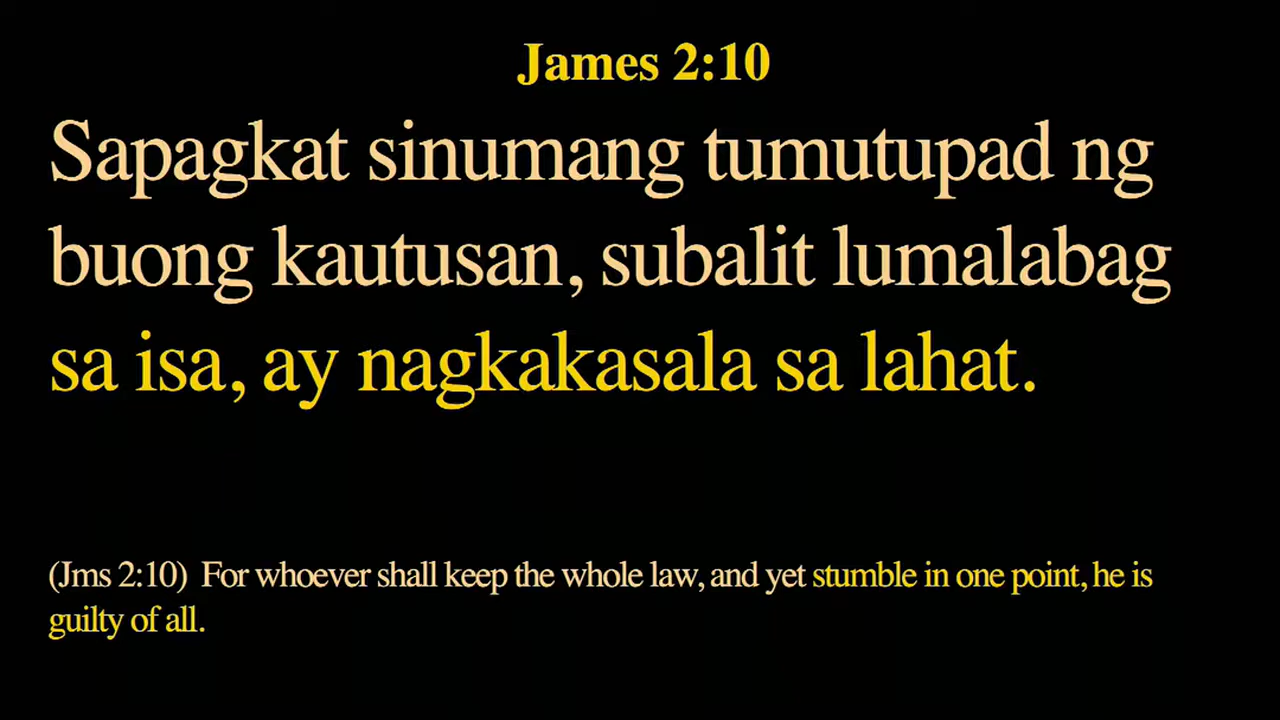 James 2:10
Sapagkat sinumang tumutupad ng
buong kautusan, subalit lumalabag
sa isa, ay nagkakasala sa lahat.
(Jms 2:10) For whoever shall keep the whole law, and yet stumble in one point, he is
guilty of all.